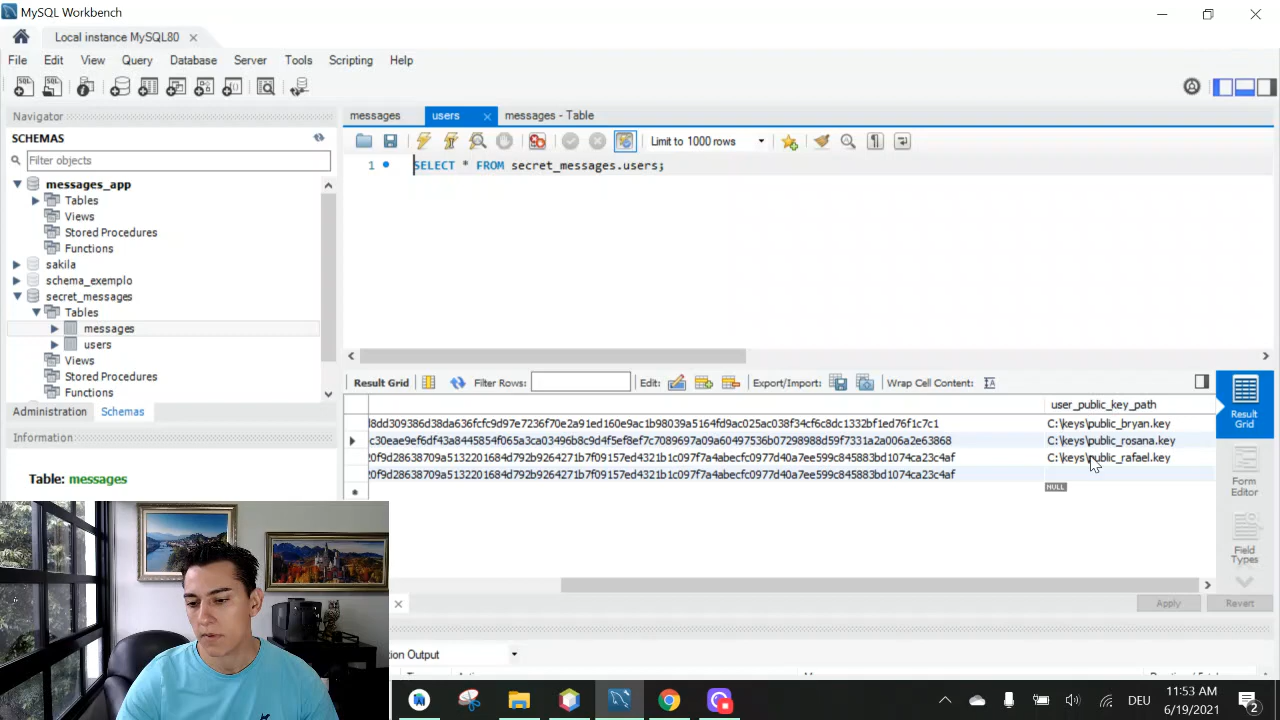 MySQL Workbench
Local instance MySQL80
File Edit View Query Database Server Tools Scripting Help
Navigator
SCHEMAS
Filter objects
messages_app
Tables
Views
Stored Procedures
Functions
sakila
schema_exemplo
secret_messages
Tables
messages
users
Views
Stored Procedures
Functions
Administration Schemas
Information
Table: messages
messages users messages - Table
Limit to 1000 rows
1 SELECT * FROM secret_messages.users;
Result Grid Filter Rows: Edit: Export/Import: Wrap Cell Content:
user_public_key_path
C:\keys\public_bryan.key
C:\keys\public_rosana.key
C:\keys\public_rafael.key
NULL
Result Grid
Form Editor
Field Types
Apply Revert
tion Output
DEU
11:53 AM
6/19/2021
2